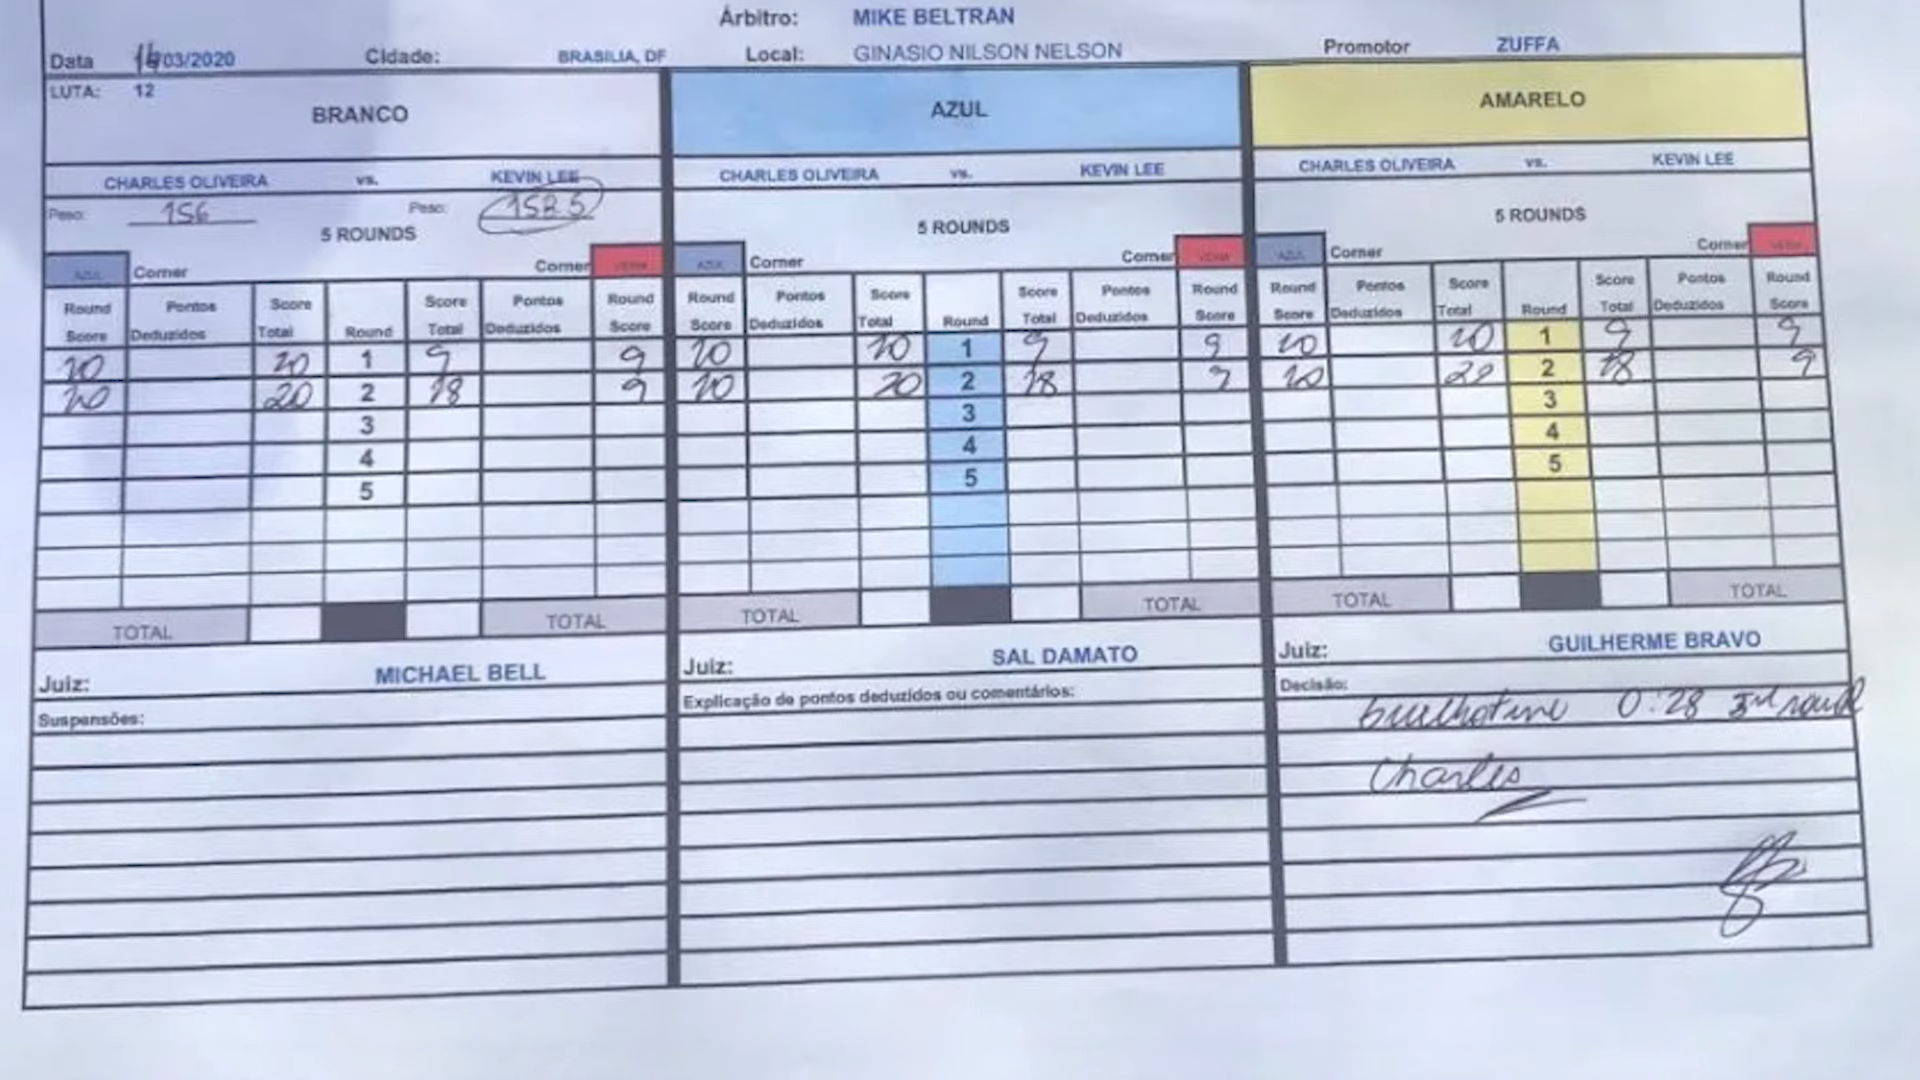 Árbitro: MIKE BELTRAN
Data 14/03/2020 Cidade: BRASILIA, DF Local: GINASIO NILSON NELSON Promotor ZUFFA
LUTA: 12
BRANCO AZUL AMARELO
CHARLES OLIVEIRA vs. KEVIN LEE CHARLES OLIVEIRA vs. KEVIN LEE CHARLES OLIVEIRA vs. KEVIN LEE
Peso: 156 Peso: 158.5
5 ROUNDS 5 ROUNDS 5 ROUNDS
AZUL Corner Corner AZUL Corner Corner AZUL Corner Corner
Round Score Pontos Deduzidos Score Total Round Score Total Pontos Deduzidos Round Score Round Score Pontos Deduzidos Score Total Round Score Total Pontos Deduzidos Round Score Round Score Pontos Deduzidos Score Total Round Score Total Pontos Deduzidos Round Score
10 10 1 9 9 10 10 1 9 9 10 10 1 9 9
10 20 2 18 9 10 20 2 18 9 10 20 2 18 9
3 3 3
4 4 4
5 5 5
TOTAL TOTAL TOTAL TOTAL TOTAL TOTAL
Juiz: MICHAEL BELL Juiz: SAL DAMATO Juiz: GUILHERME BRAVO
Suspensões: Explicação de pontos deduzidos ou comentários: Decisão:
Guilhotine 0:28 3rd round
Charles